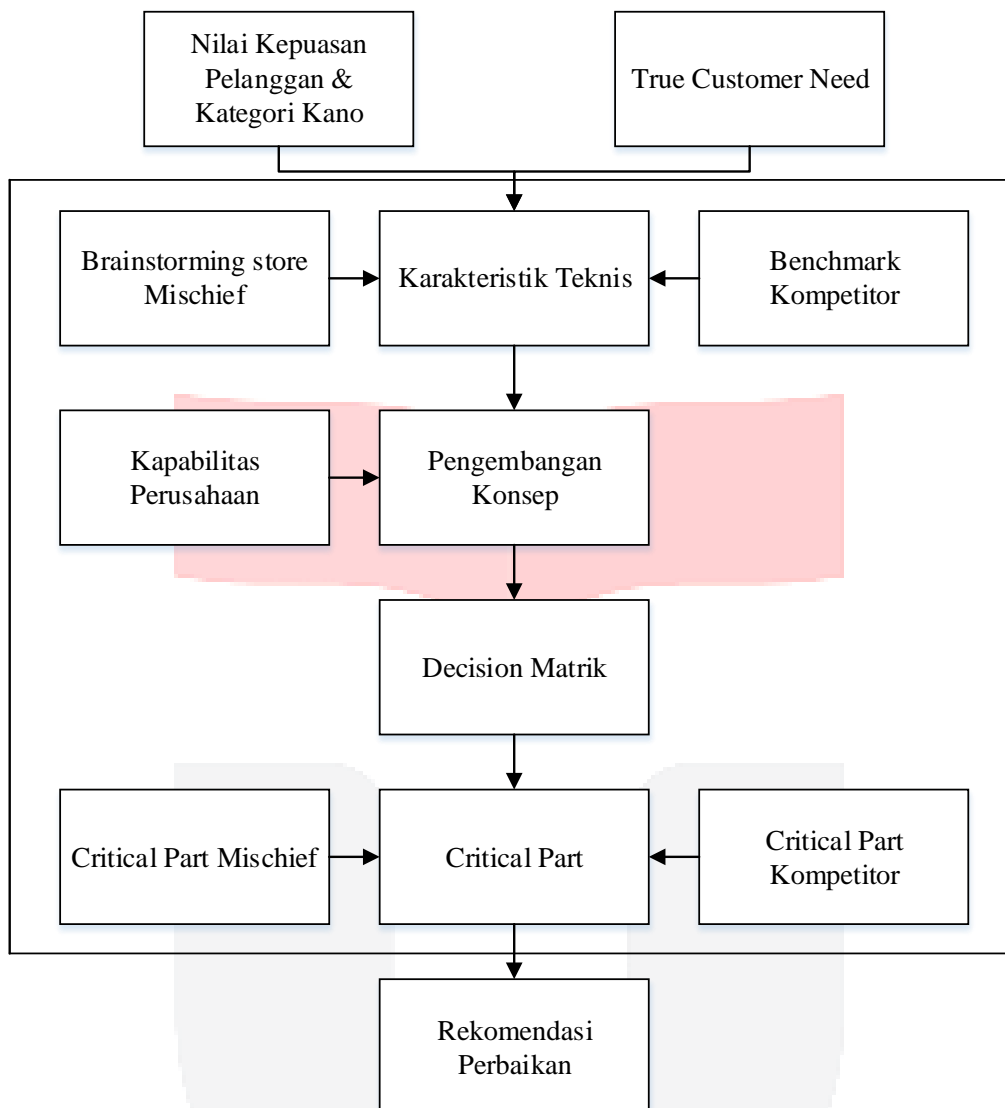 Nilai Kepuasan
Pelanggan &
Kategori Kano
True Customer Need
Brainstorming store
Mischief
Karakteristik Teknis
Benchmark
Kompetitor
Kapabilitas
Perusahaan
Pengembangan
Konsep
Decision Matrik
Critical Part Mischief
Critical Part
Critical Part
Kompetitor
Rekomendasi
Perbaikan